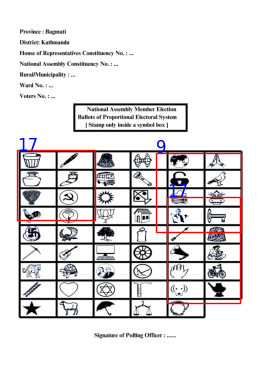 Province : Bagmati
District: Kathmandu
House of Representatives Constituency No. : ...
National Assembly Constituency No. : ...
Rural/Municipality : ...
Ward No. : ...
Voters No. : ...
National Assembly Member Election
Ballots of Proportional Electoral System
[ Stamp only inside a symbol box ]
17
9
17
Signature of Polling Officer : ......